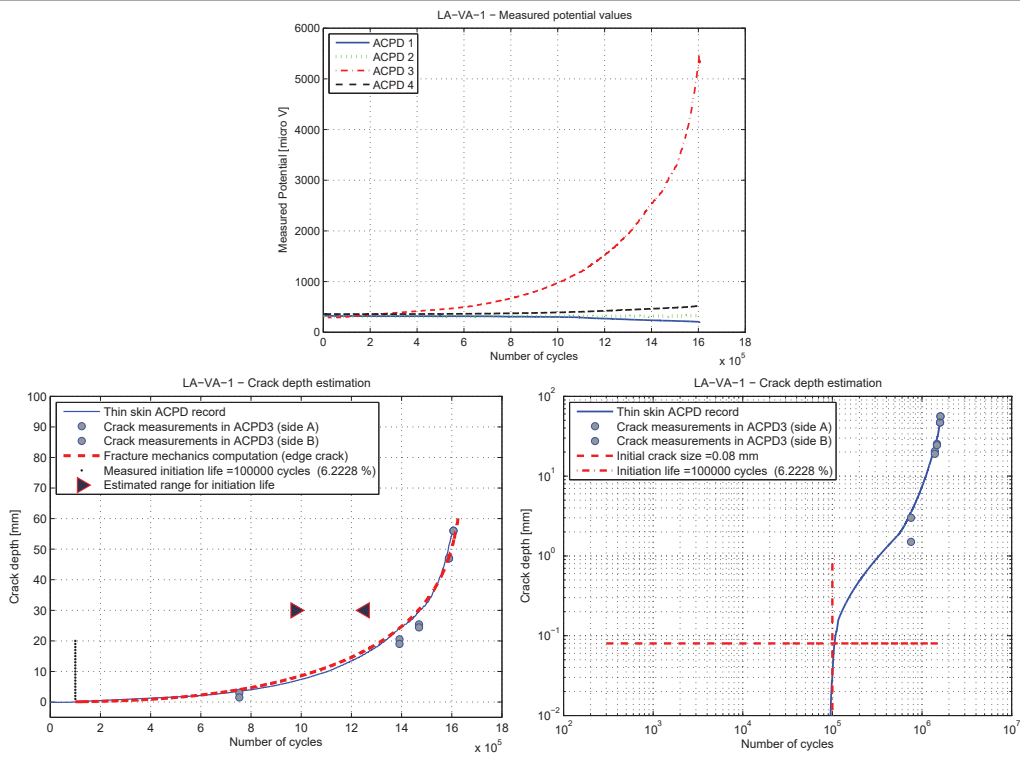 LA−VA−1 − Measured potential values
6000
5000
4000
3000
2000
1000
0
Measured Potential [micro V]
ACPD 1
ACPD 2
ACPD 3
ACPD 4
0 2 4 6 8 10 12 14 16 18
Number of cycles
x 10^5
LA−VA−1 − Crack depth estimation
100
90
80
70
60
50
40
30
20
10
0
Crack depth [mm]
Thin skin ACPD record
Crack measurements in ACPD3 (side A)
Crack measurements in ACPD3 (side B)
Fracture mechanics computation (edge crack)
Measured initiation life =100000 cycles (6.2228 %)
Estimated range for initiation life
0 2 4 6 8 10 12 14 16 18
Number of cycles
x 10^5
LA−VA−1 − Crack depth estimation
10^2
10^1
10^0
10^−1
10^−2
Crack depth [mm]
Thin skin ACPD record
Crack measurements in ACPD3 (side A)
Crack measurements in ACPD3 (side B)
Initial crack size =0.08 mm
Initiation life =100000 cycles (6.2228 %)
10^2 10^3 10^4 10^5 10^6 10^7
Number of cycles